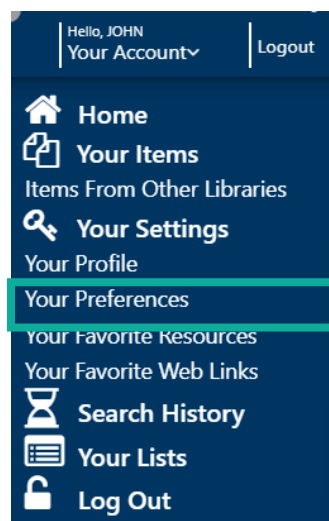 Hello, JOHN
Your Account
Logout
Home
Your Items
Items From Other Libraries
Your Settings
Your Profile
Your Preferences
Your Favorite Resources
Your Favorite Web Links
Search History
Your Lists
Log Out